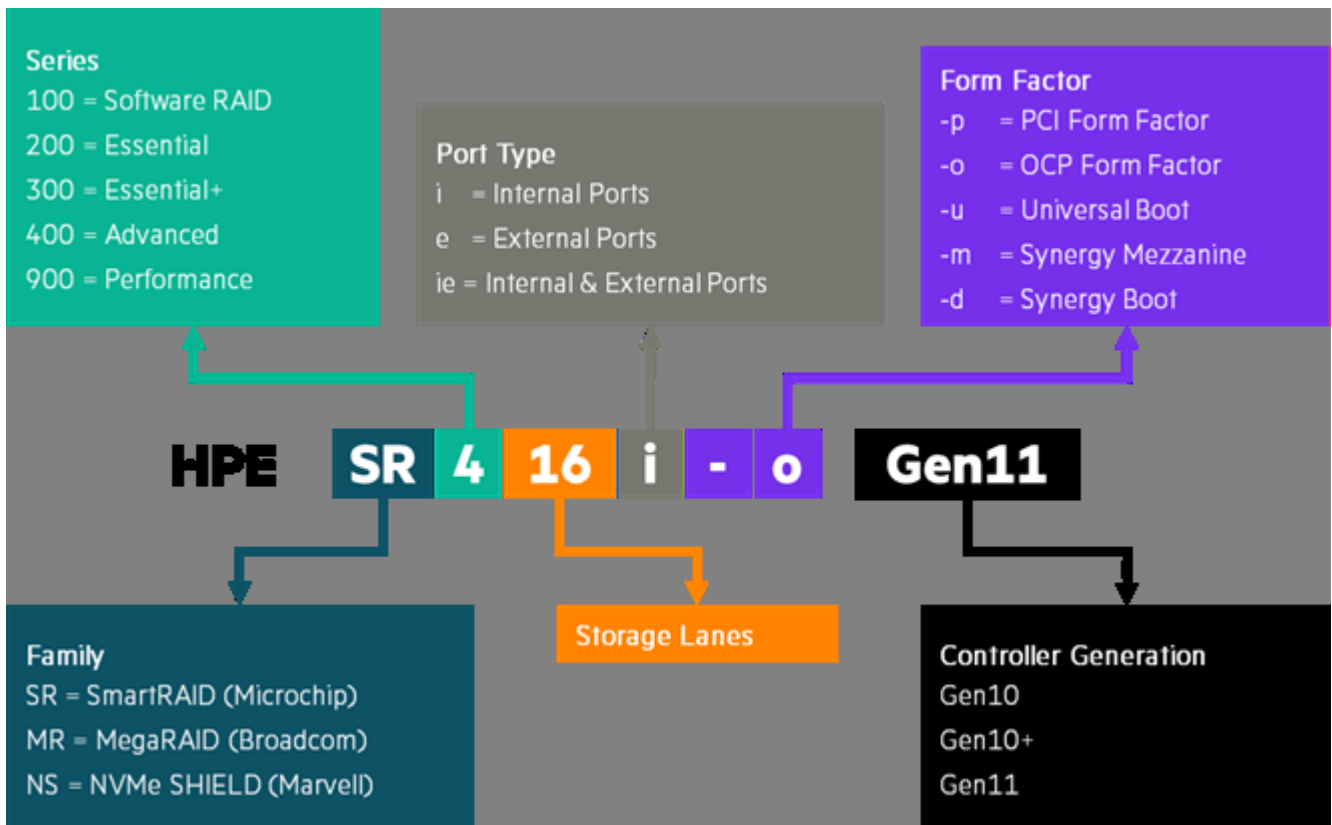 Series
100 = Software RAID
200 = Essential
300 = Essential+
400 = Advanced
900 = Performance
Port Type
i = Internal Ports
e = External Ports
ie = Internal & External Ports
Form Factor
-p = PCI Form Factor
-o = OCP Form Factor
-u = Universal Boot
-m = Synergy Mezzanine
-d = Synergy Boot
HPE SR 4 16 i - o Gen11
Family
SR = SmartRAID (Microchip)
MR = MegaRAID (Broadcom)
NS = NVMe SHIELD (Marvell)
Storage Lanes
Controller Generation
Gen10
Gen10+
Gen11